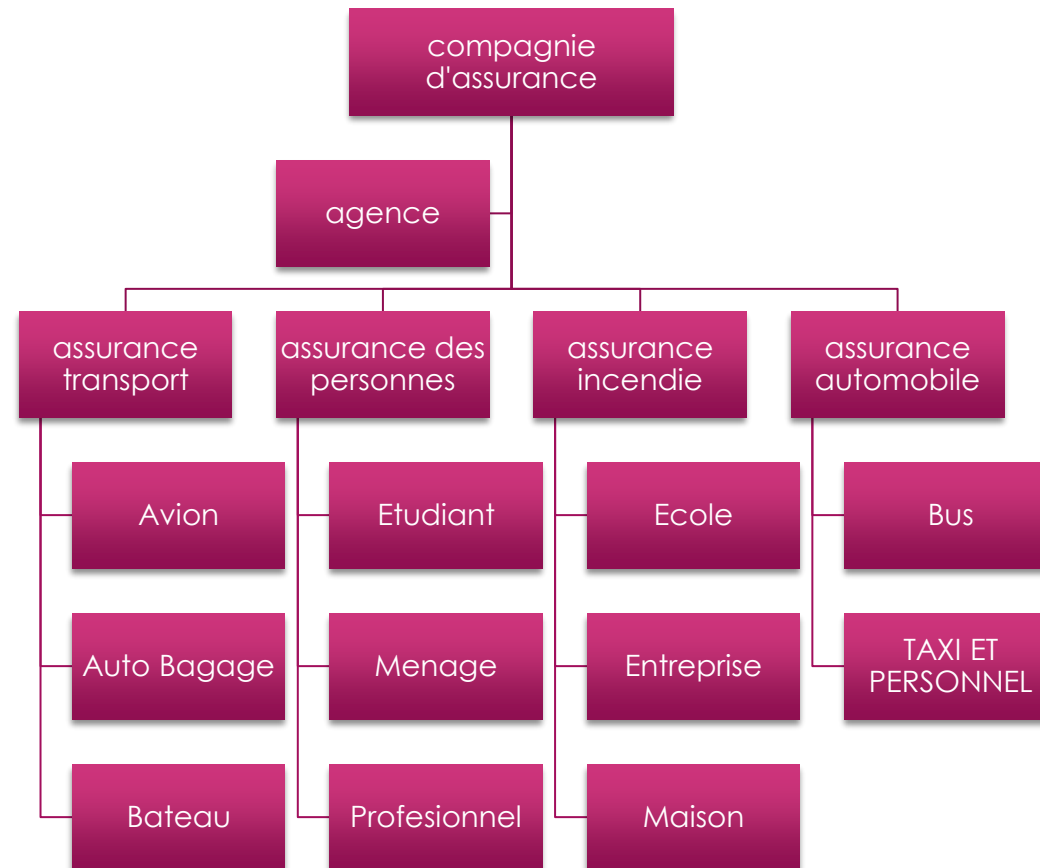 compagnie
d'assurance
agence
assurance
transport
assurance des
personnes
assurance
incendie
assurance
automobile
Avion
Etudiant
Ecole
Bus
Auto Bagage
Menage
Entreprise
TAXI ET
PERSONNEL
Bateau
Profesionnel
Maison